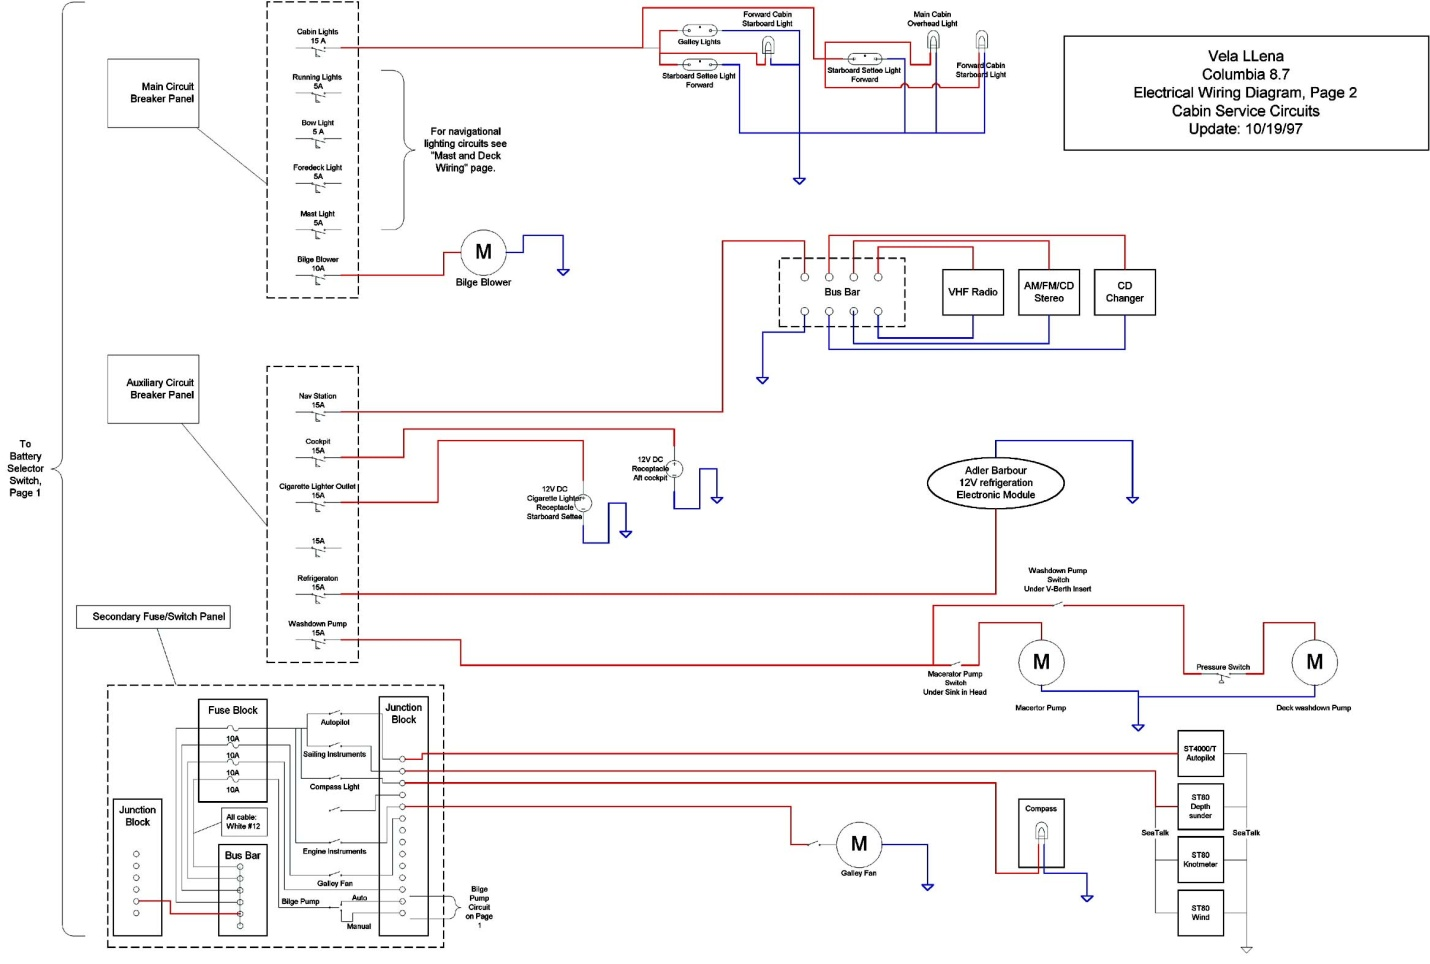 Vela LLena
Columbia 8.7
Electrical Wiring Diagram, Page 2
Cabin Service Circuits
Update: 10/19/97
Main Circuit
Breaker Panel
Cabin Lights
15 A
Running Lights
5A
Bow Light
5 A
Foredeck Light
5A
Mast Light
5A
Bilge Blower
10A
For navigational
lighting circuits see
"Mast and Deck
Wiring" page.
M
Bilge Blower
Galley Lights
Forward Cabin
Starboard Light
Starboard Settee Light
Forward
Main Cabin
Overhead Light
Starboard Settee Light
Forward
Forward Cabin
Starboard Light
Bus Bar
VHF Radio
AM/FM/CD
Stereo
CD
Changer
Auxiliary Circuit
Breaker Panel
Nav Station
15A
Cockpit
15A
Cigarette Lighter Outlet
15A
15A
Refrigeraton
15A
Washdown Pump
15A
To
Battery
Selector
Switch,
Page 1
12V DC
Receptacle
Aft cockpit
12V DC
Cigarette Lighter
Receptacle
Starboard Settee
Adler Barbour
12V refrigeration
Electronic Module
Washdown Pump
Switch
Under V-Berth Insert
Macerator Pump
Switch
Under Sink in Head
M
Macertor Pump
Pressure Switch
M
Deck washdown Pump
Secondary Fuse/Switch Panel
Fuse Block
10A
10A
10A
10A
Junction
Block
Autopilot
Sailing Instruments
Compass Light
Engine Instruments
Galley Fan
Bilge Pump
Auto
Manual
Junction
Block
All cable:
White #12
Bus Bar
Bilge
Pump
Circuit
on Page
1
M
Galley Fan
Compass
ST4000/T
Autopilot
ST80
Depth
sunder
SeaTalk
SeaTalk
ST80
Knotmeter
ST80
Wind